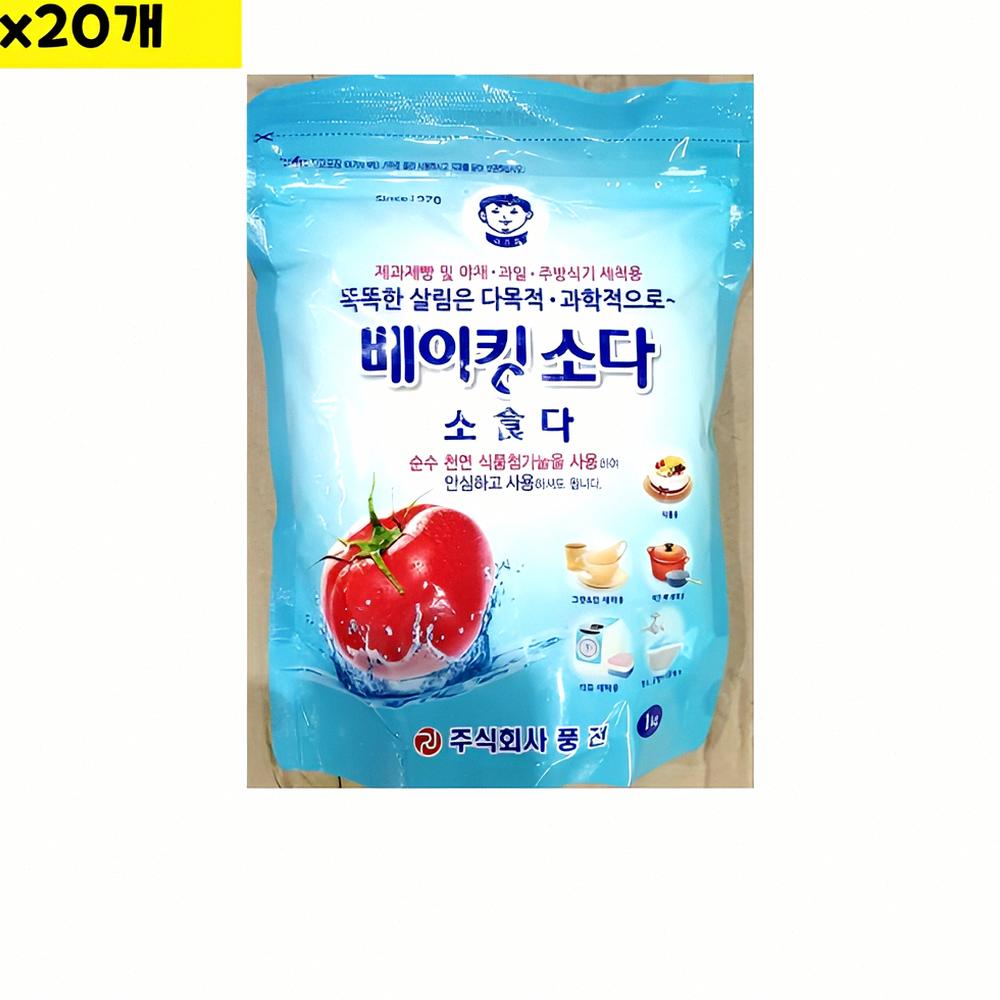 x20개
since 1970
제과제빵 및 야채·과일·주방식기 세척용
똑똑한 살림은 다목적·과학적으로~
베이킹 소다
소 食 다
순수 천연 식품첨가물을 사용하여
안심하고 사용하셔도 됩니다.
식품용
주식회사 풍전
1kg